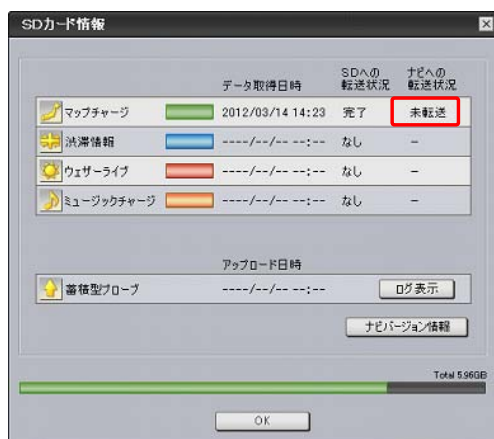 SDカード情報
データ取得日時 SDへの転送状況 ナビへの転送状況
マップチャージ 2012/03/14 14:23 完了 未転送
渋滞情報 ----/--/-- --:-- なし -
ウェザーライブ ----/--/-- --:-- なし -
ミュージックチャージ ----/--/-- --:-- なし -
アップロード日時
蓄積型プローブ ----/--/-- --:-- ログ表示
ナビバージョン情報
Total 5.96GB
OK